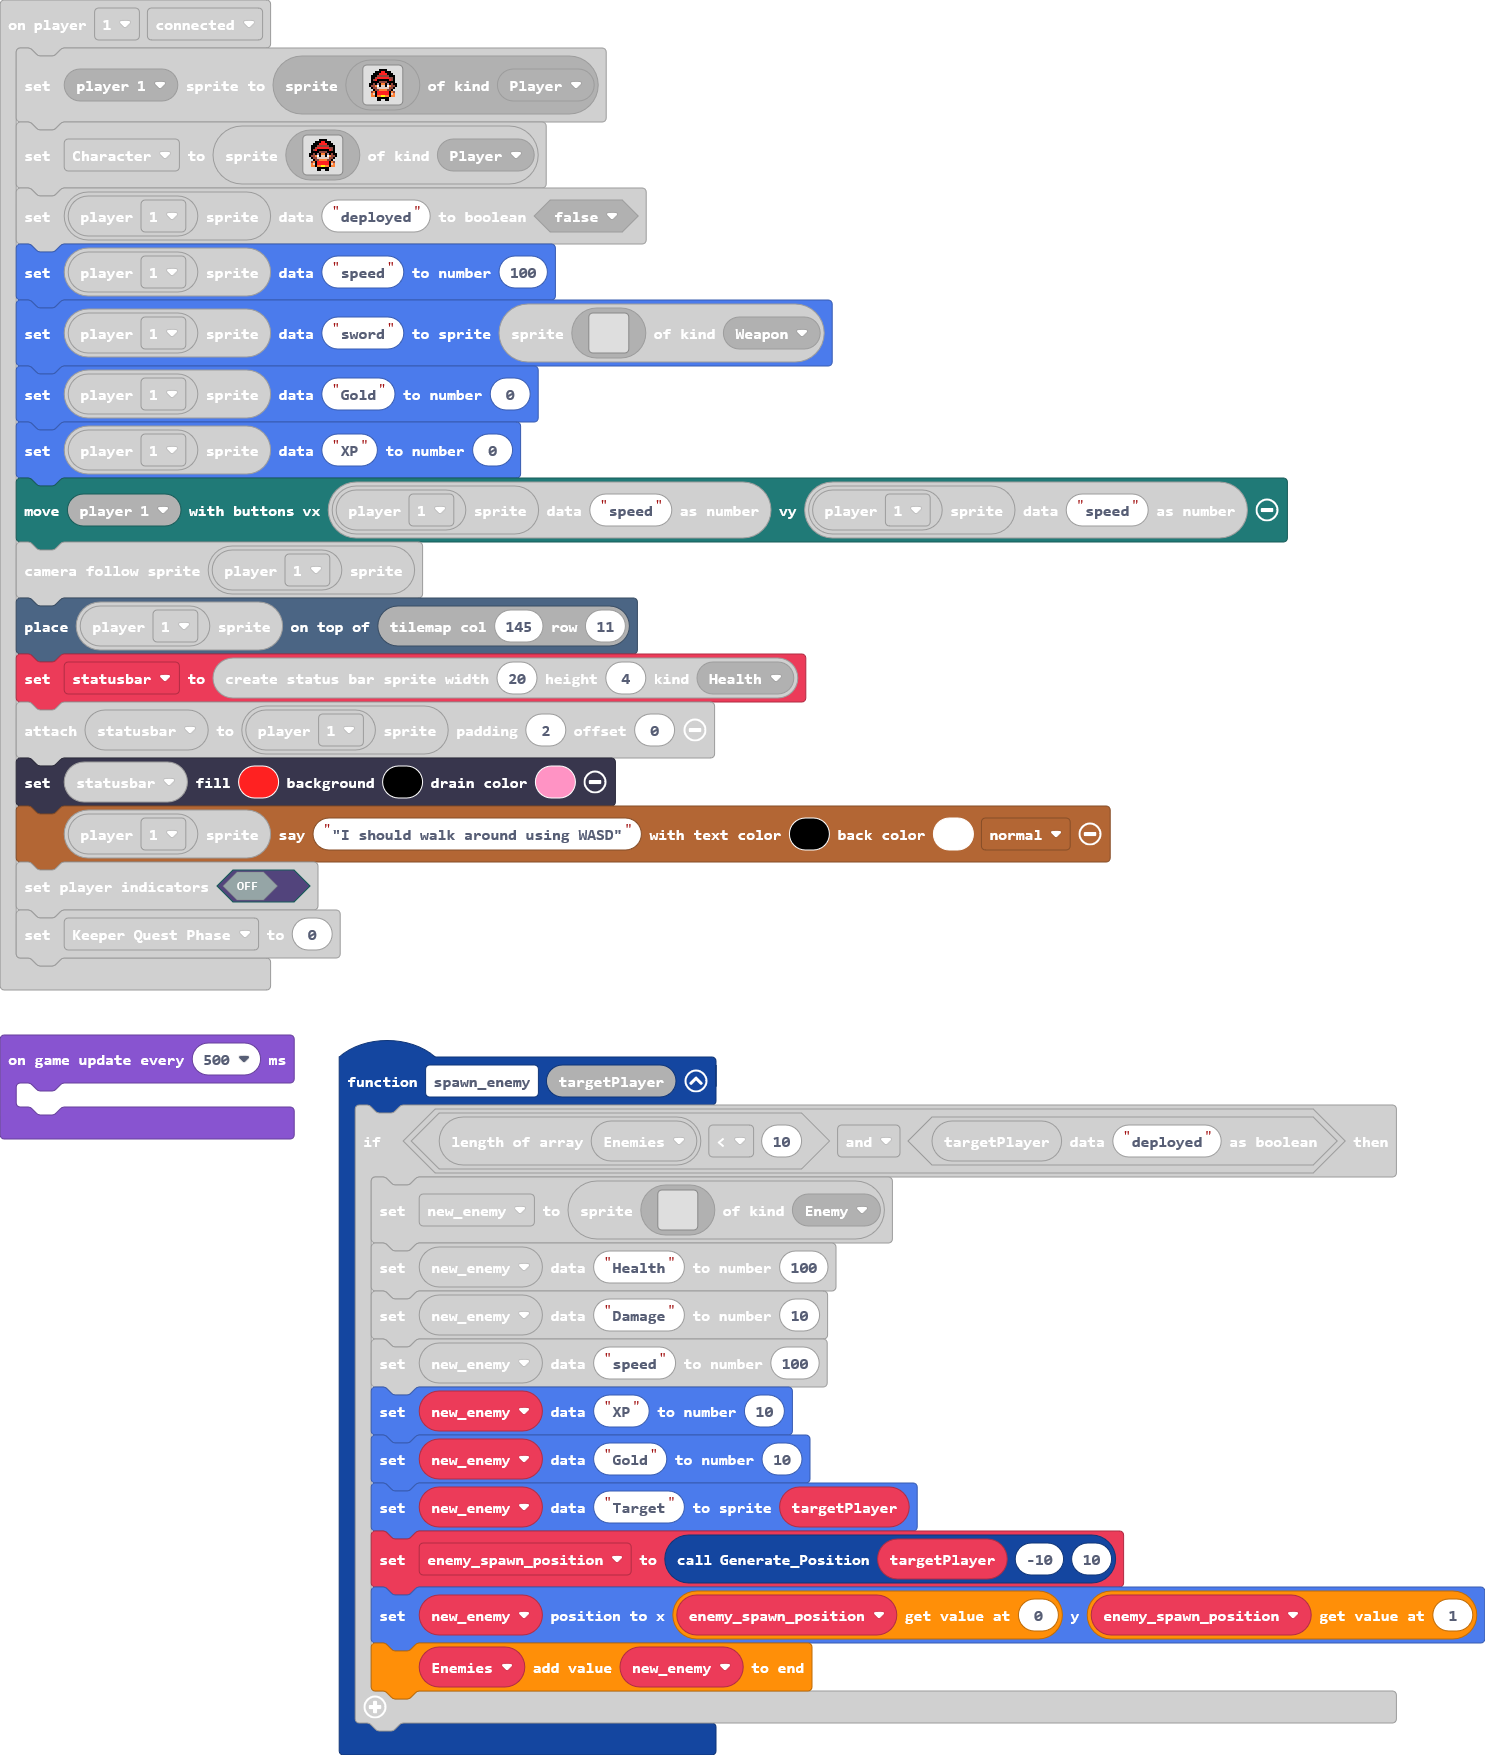 on player 1 connected
set player 1 sprite to sprite of kind Player
set Character to sprite of kind Player
set player 1 sprite data "deployed" to boolean false
set player 1 sprite data "speed" to number 100
set player 1 sprite data "sword" to sprite sprite of kind Weapon
set player 1 sprite data "Gold" to number 0
set player 1 sprite data "XP" to number 0
move player 1 with buttons vx player 1 sprite data "speed" as number vy player 1 sprite data "speed" as number
camera follow sprite player 1 sprite
place player 1 sprite on top of tilemap col 145 row 11
set statusbar to create status bar sprite width 20 height 4 kind Health
attach statusbar to player 1 sprite padding 2 offset 0
set statusbar fill background drain color
player 1 sprite say ""I should walk around using WASD"" with text color back color normal
set player indicators OFF
set Keeper Quest Phase to 0
on game update every 500 ms
function spawn_enemy targetPlayer
if length of array Enemies < 10 and targetPlayer data "deployed" as boolean then
set new_enemy to sprite of kind Enemy
set new_enemy data "Health" to number 100
set new_enemy data "Damage" to number 10
set new_enemy data "speed" to number 100
set new_enemy data "XP" to number 10
set new_enemy data "Gold" to number 10
set new_enemy data "Target" to sprite targetPlayer
set enemy_spawn_position to call Generate_Position targetPlayer -10 10
set new_enemy position to x enemy_spawn_position get value at 0 y enemy_spawn_position get value at 1
Enemies add value new_enemy to end